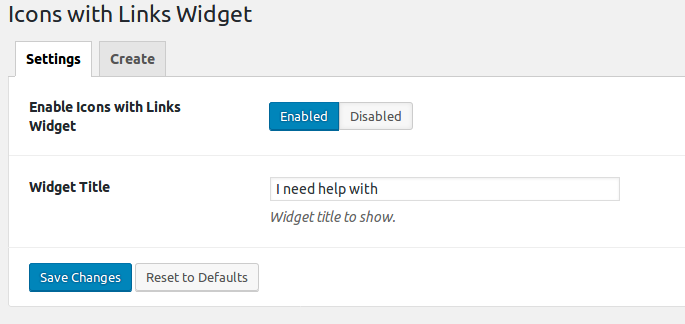 Icons with Links Widget
Settings Create
Enable Icons with Links
Widget
Enabled Disabled
Widget Title
I need help with
Widget title to show.
Save Changes Reset to Defaults